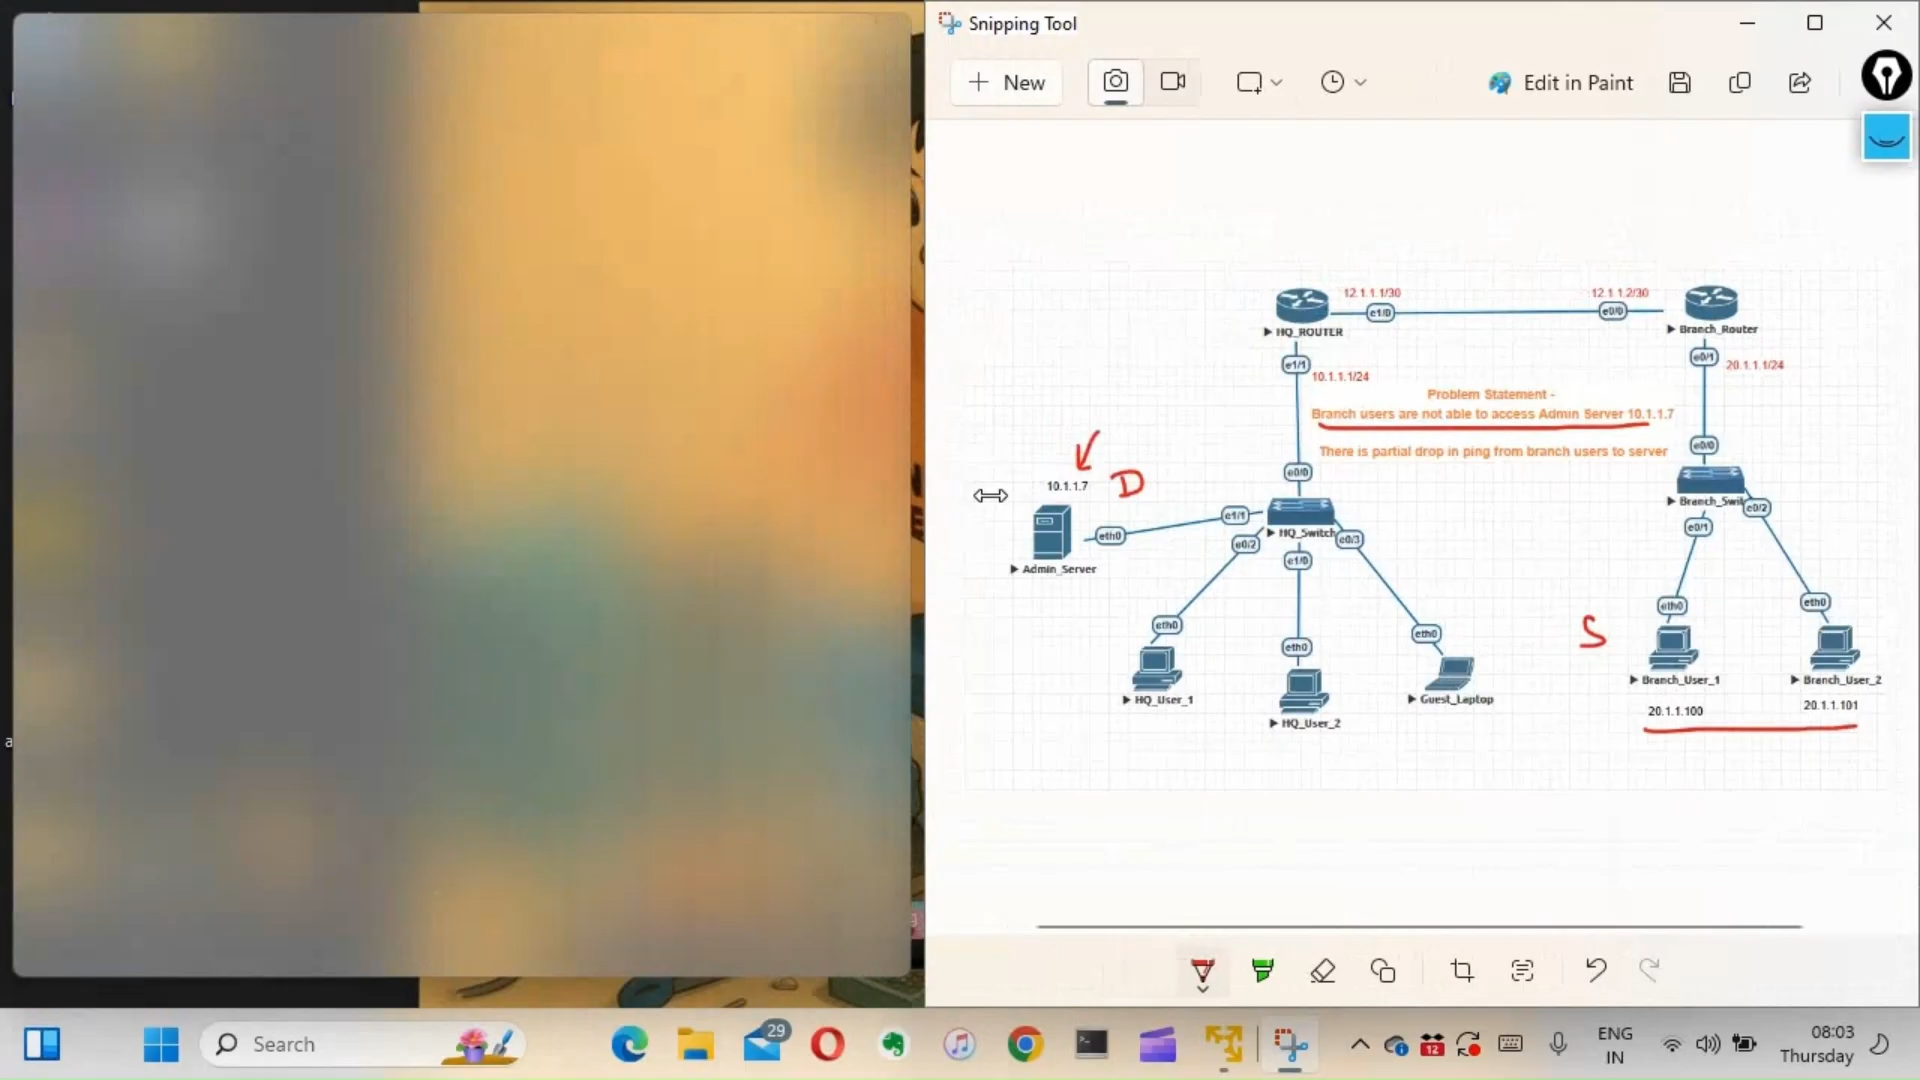 Snipping Tool
New
Edit in Paint
12.1.1.1/30
12.1.1.2/30
e1/0
e0/0
HQ_ROUTER
Branch_Router
e1/1
e0/1
10.1.1.1/24
20.1.1.1/24
Problem Statement -
Branch users are not able to access Admin Server 10.1.1.7
There is partial drop in ping from branch users to server
e0/0
e0/0
10.1.1.7
D
Branch_Swit
e0/2
e0/1
e1/1
eth0
HQ_Switch
e0/2
e0/3
e1/0
Admin_Server
eth0
eth0
eth0
eth0
eth0
S
HQ_User_1
HQ_User_2
Guest_Laptop
Branch_User_1
Branch_User_2
20.1.1.100
20.1.1.101
a
Search
29
12
ENG
IN
08:03
Thursday